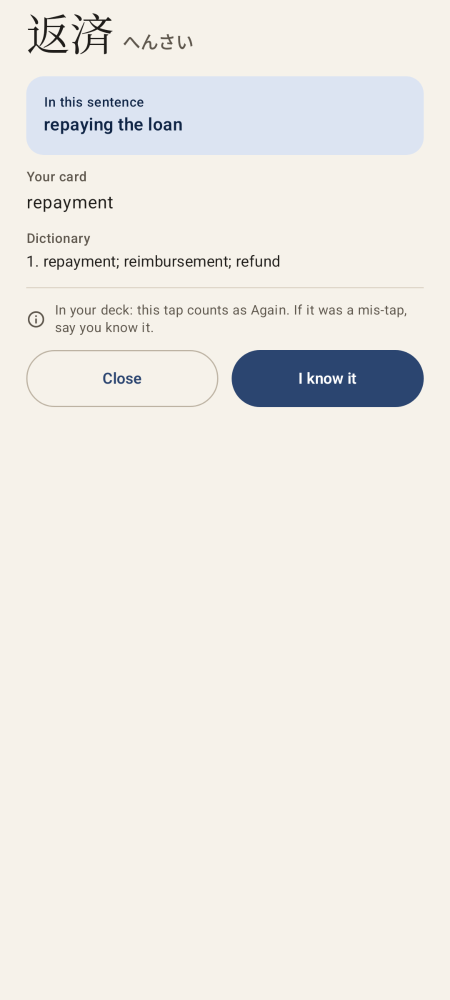 返済 へんさい
In this sentence
repaying the loan
Your card
repayment
Dictionary
1. repayment; reimbursement; refund
In your deck: this tap counts as Again. If it was a mis-tap,
say you know it.
Close
I know it